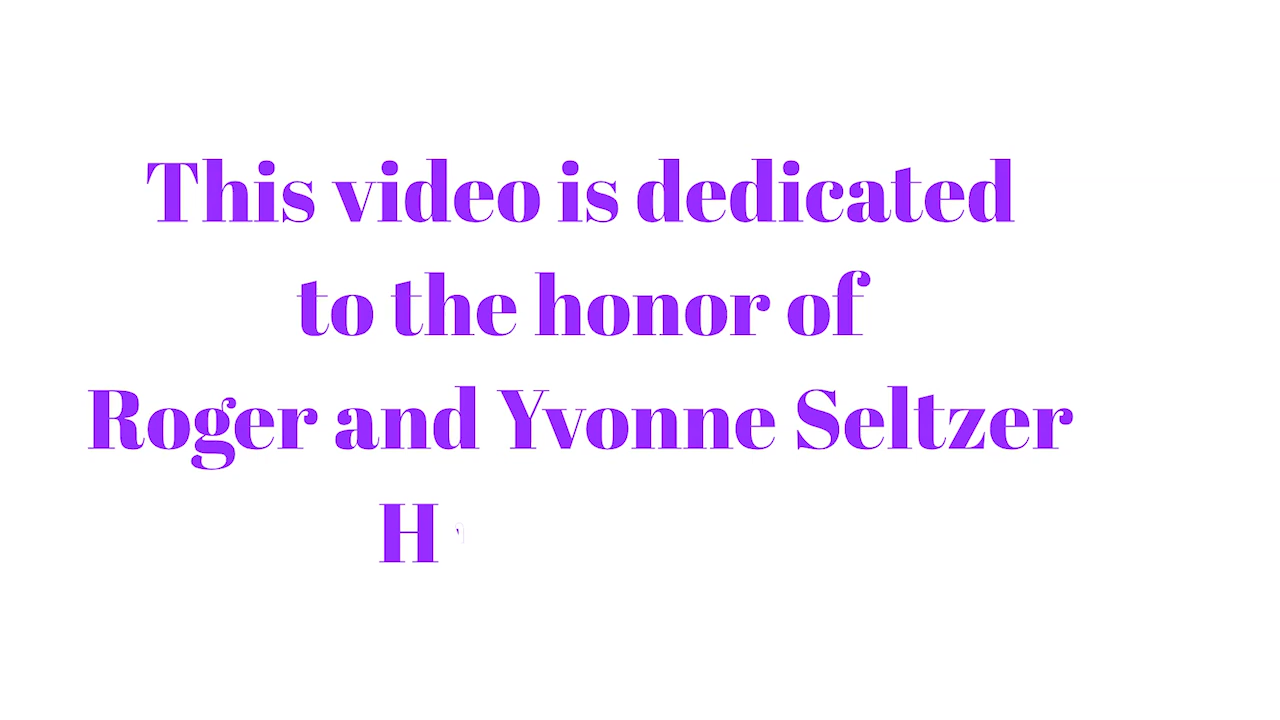 This video is dedicated
to the honor of
Roger and Yvonne Seltzer
H